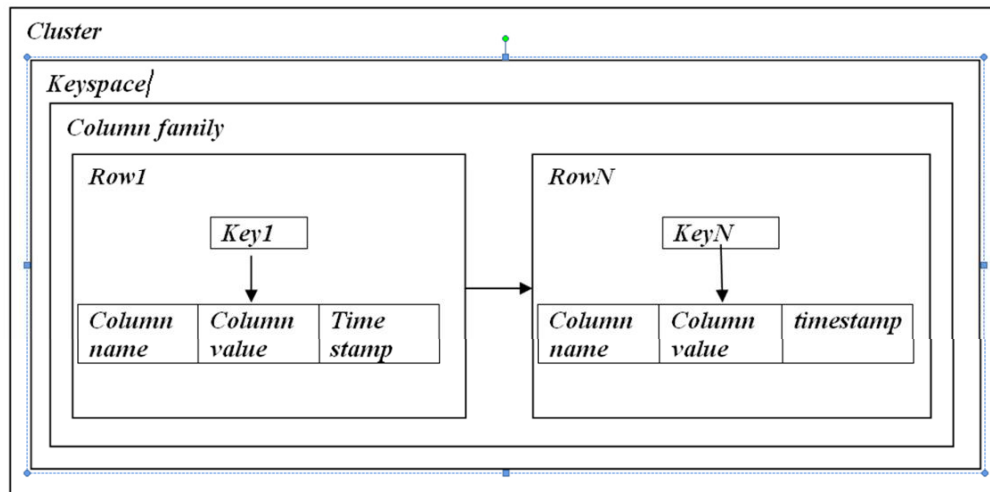 Cluster
Keyspace
Column family
Row1
Key1
Column name
Column value
Time stamp
RowN
KeyN
Column name
Column value
timestamp